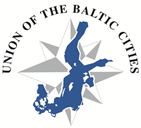 UNION OF THE BALTIC CITIES